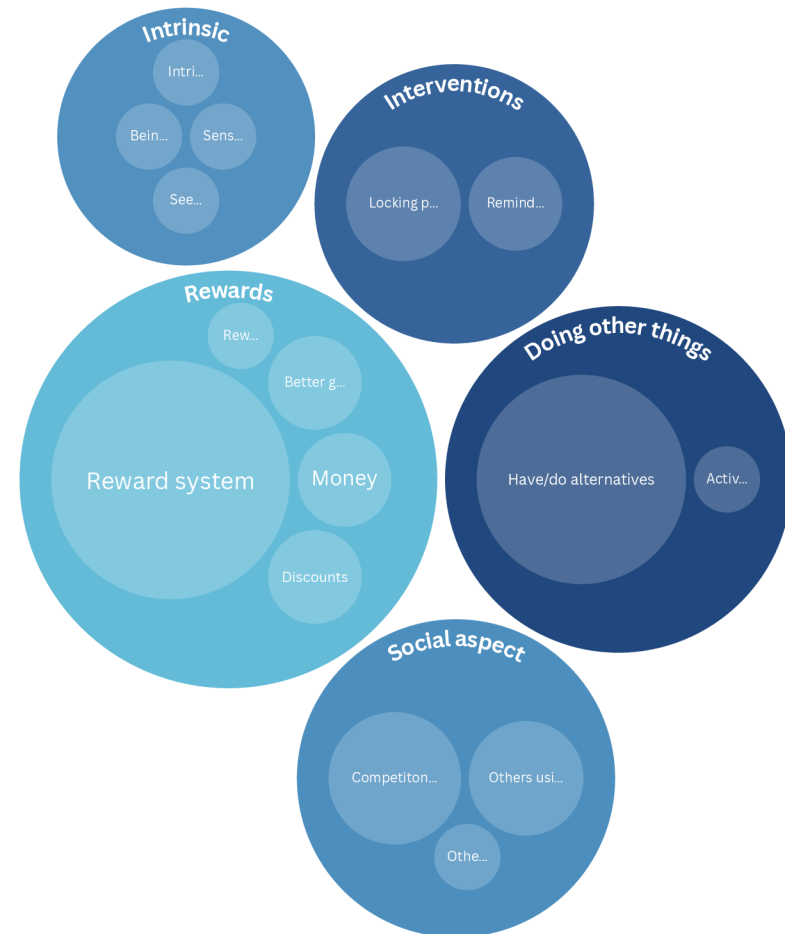 Intrinsic
Intri...
Bein...
Sens...
See...
Interventions
Locking p...
Remind...
Rewards
Rew...
Better g...
Reward system
Money
Discounts
Doing other things
Have/do alternatives
Activ...
Social aspect
Competiton...
Others usi...
Othe...